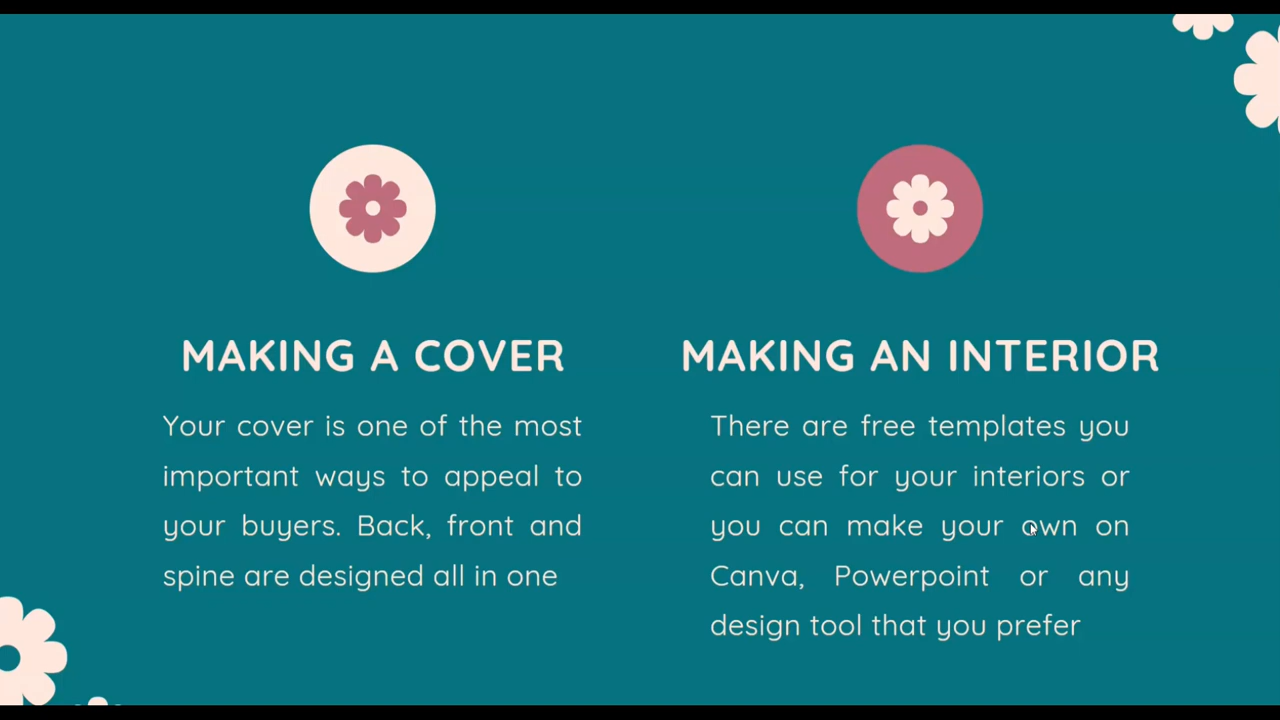 MAKING A COVER
Your cover is one of the most
important ways to appeal to
your buyers. Back, front and
spine are designed all in one
MAKING AN INTERIOR
There are free templates you
can use for your interiors or
you can make your own on
Canva, Powerpoint or any
design tool that you prefer